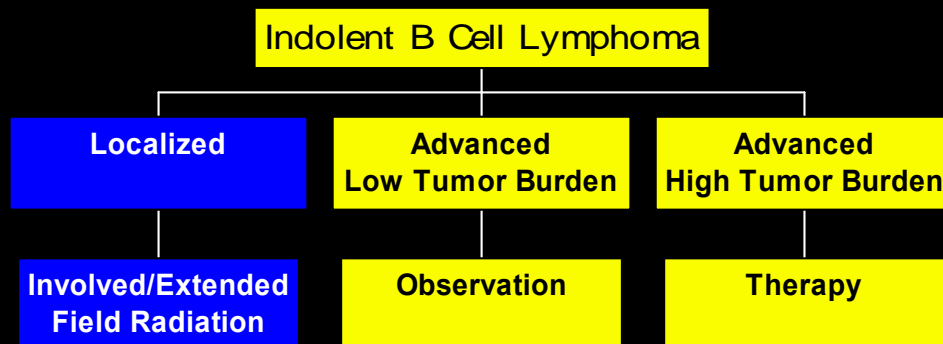 Indolent B Cell Lymphoma
Localized
Advanced
Low Tumor Burden
Advanced
High Tumor Burden
Involved/Extended
Field Radiation
Observation
Therapy